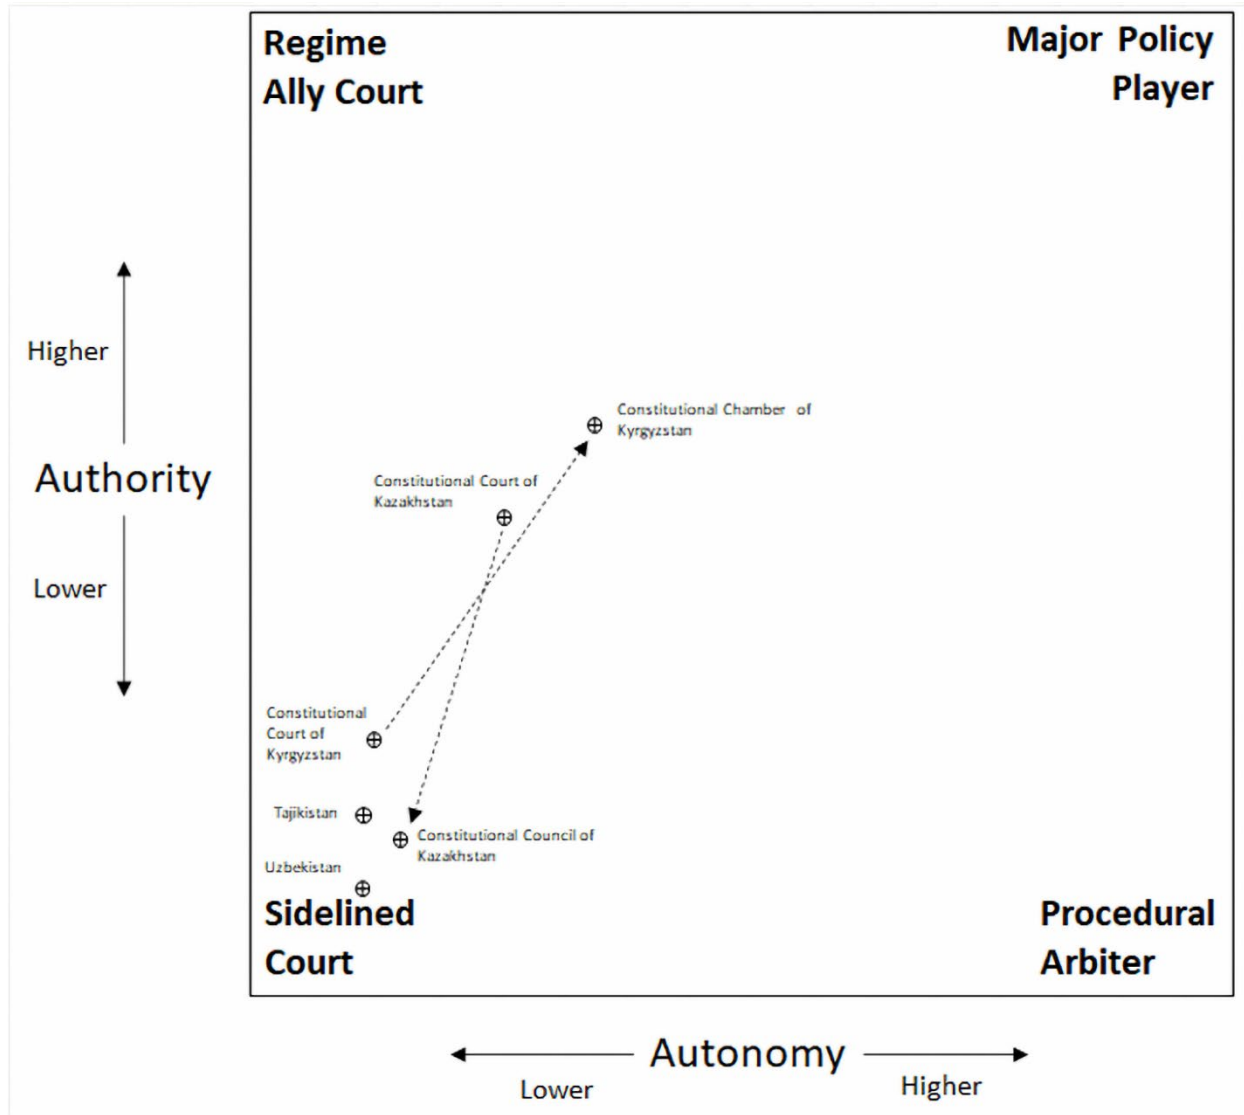 Regime
Ally Court
Major Policy
Player
Higher
Authority
Lower
Constitutional Chamber of
Kyrgyzstan
Constitutional Court of
Kazakhstan
Constitutional
Court of
Kyrgyzstan
Tajikistan
Constitutional Council of
Kazakhstan
Uzbekistan
Sidelined
Court
Procedural
Arbiter
Autonomy
Lower
Higher